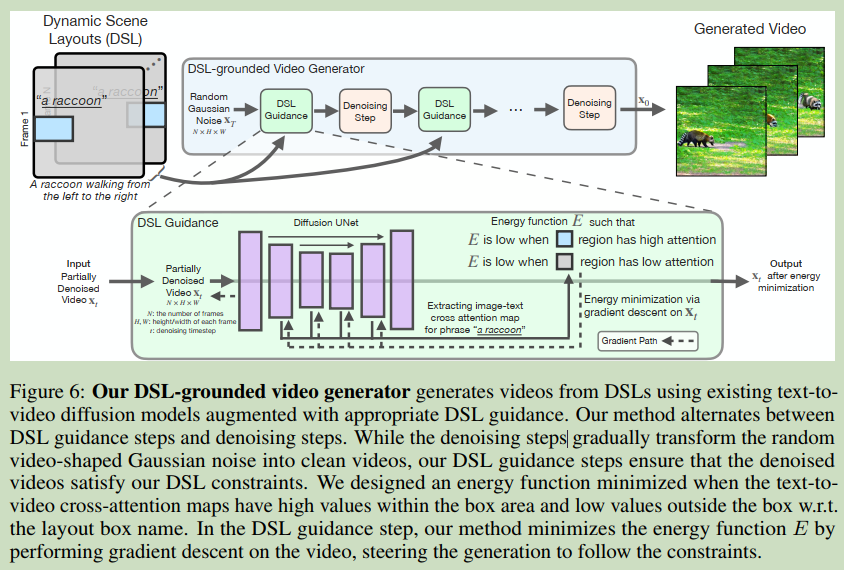 Dynamic Scene
Layouts (DSL)
Generated Video
DSL-grounded Video Generator
"a raccoon"
"a raccoon"
Frame 1
Random
Gaussian
Noise x_T
N × H × W
DSL
Guidance
Denoising
Step
DSL
Guidance
...
Denoising
Step
x_0
A raccoon walking from
the left to the right
DSL Guidance
Diffusion UNet
Energy function E such that
E is low when region has high attention
E is low when region has low attention
Input
Partially
Denoised
Video x_t
Partially
Denoised
Video x_t
N × H × W
N: the number of frames
H, W: height/width of each frame
t: denoising timestep
Extracting image-text
cross attention map
for phrase "a raccoon"
Energy minimization via
gradient descent on x_t
Gradient Path
Output
x_t after energy
minimization
Figure 6: Our DSL-grounded video generator generates videos from DSLs using existing text-to-
video diffusion models augmented with appropriate DSL guidance. Our method alternates between
DSL guidance steps and denoising steps. While the denoising steps gradually transform the random
video-shaped Gaussian noise into clean videos, our DSL guidance steps ensure that the denoised
videos satisfy our DSL constraints. We designed an energy function minimized when the text-to-
video cross-attention maps have high values within the box area and low values outside the box w.r.t.
the layout box name. In the DSL guidance step, our method minimizes the energy function E by
performing gradient descent on the video, steering the generation to follow the constraints.